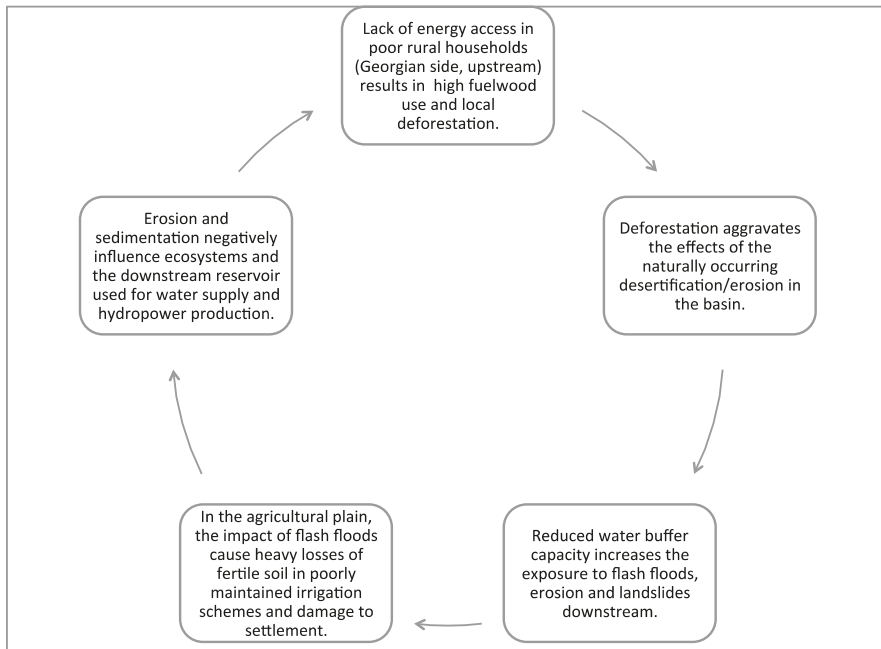 Lack of energy access in
poor rural households
(Georgian side, upstream)
results in high fuelwood
use and local
deforestation.
Deforestation aggravates
the effects of the
naturally occurring
desertification/erosion in
the basin.
Reduced water buffer
capacity increases the
exposure to flash floods,
erosion and landslides
downstream.
In the agricultural plain,
the impact of flash floods
cause heavy losses of
fertile soil in poorly
maintained irrigation
schemes and damage to
settlement.
Erosion and
sedimentation negatively
influence ecosystems and
the downstream reservoir
used for water supply and
hydropower production.